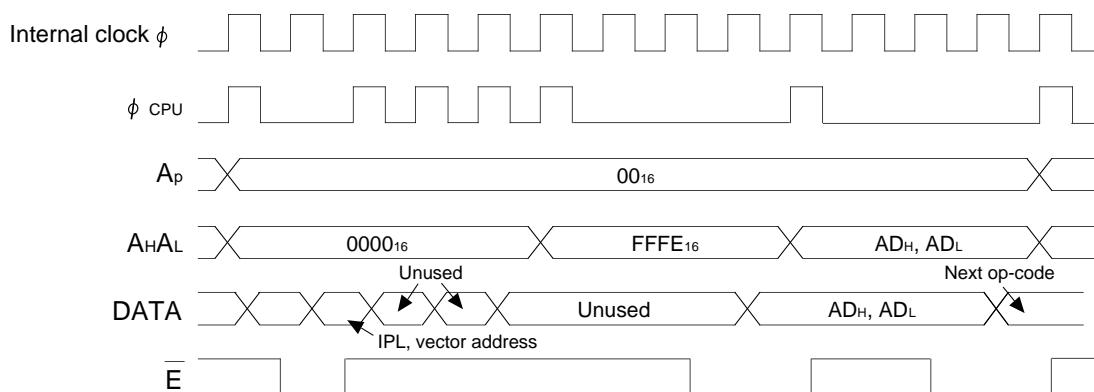 Internal clock ϕ
ϕ CPU
Ap
00₁₆
AHAL
0000₁₆
FFFE₁₆
ADH, ADL
Unused
Next op-code
DATA
Unused
ADH, ADL
IPL, vector address
E̅